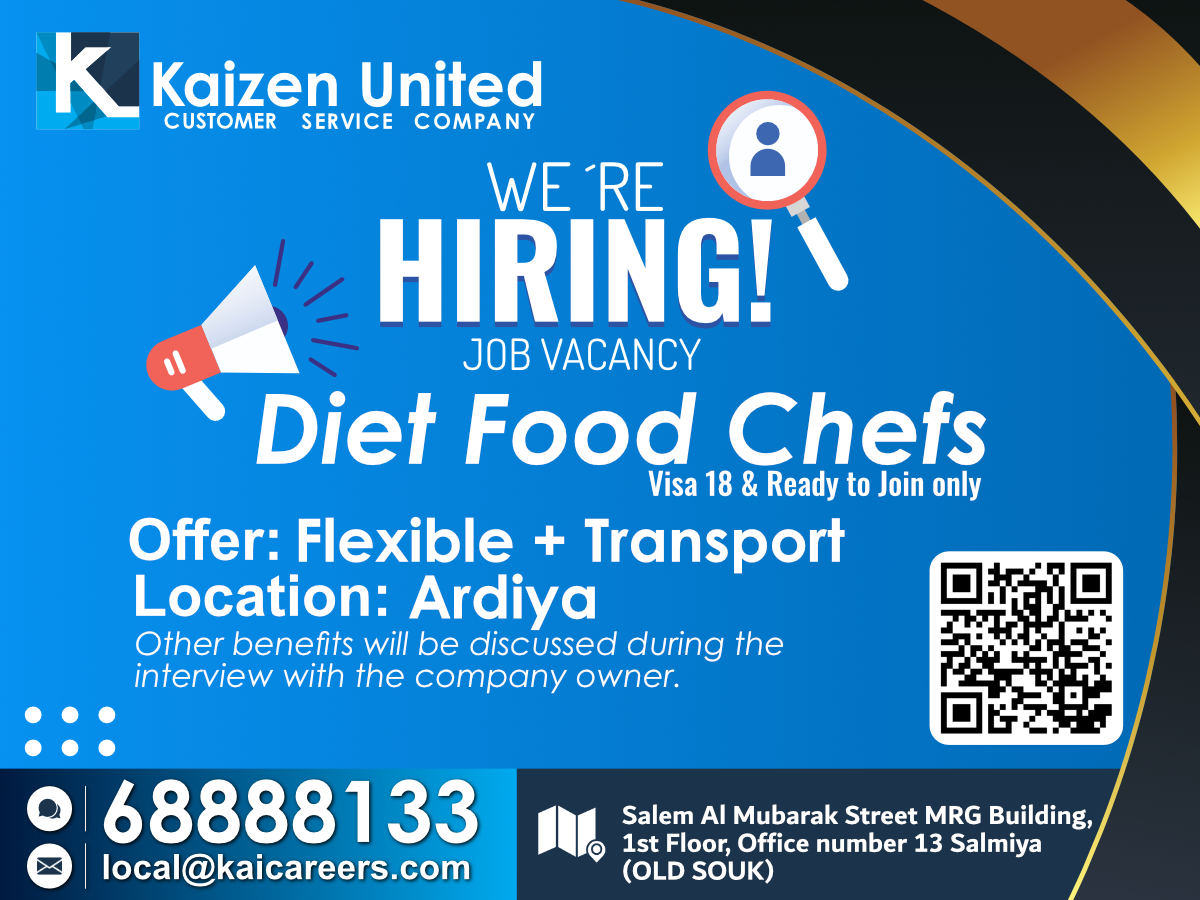 Kaizen United
CUSTOMER SERVICE COMPANY
WE ´RE
HIRING!
JOB VACANCY
Diet Food Chefs
Visa 18 & Ready to Join only
Offer: Flexible + Transport
Location: Ardiya
Other benefits will be discussed during the
interview with the company owner.
68888133
local@kaicareers.com
Salem Al Mubarak Street MRG Building,
1st Floor, Office number 13 Salmiya
(OLD SOUK)